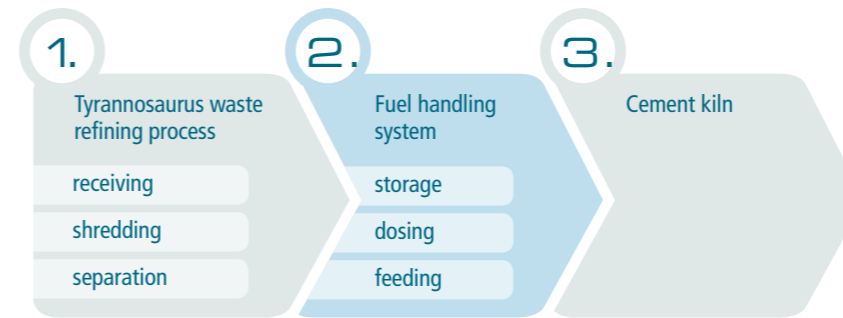 1.
Tyrannosaurus waste
refining process
receiving
shredding
separation
2.
Fuel handling
system
storage
dosing
feeding
3.
Cement kiln